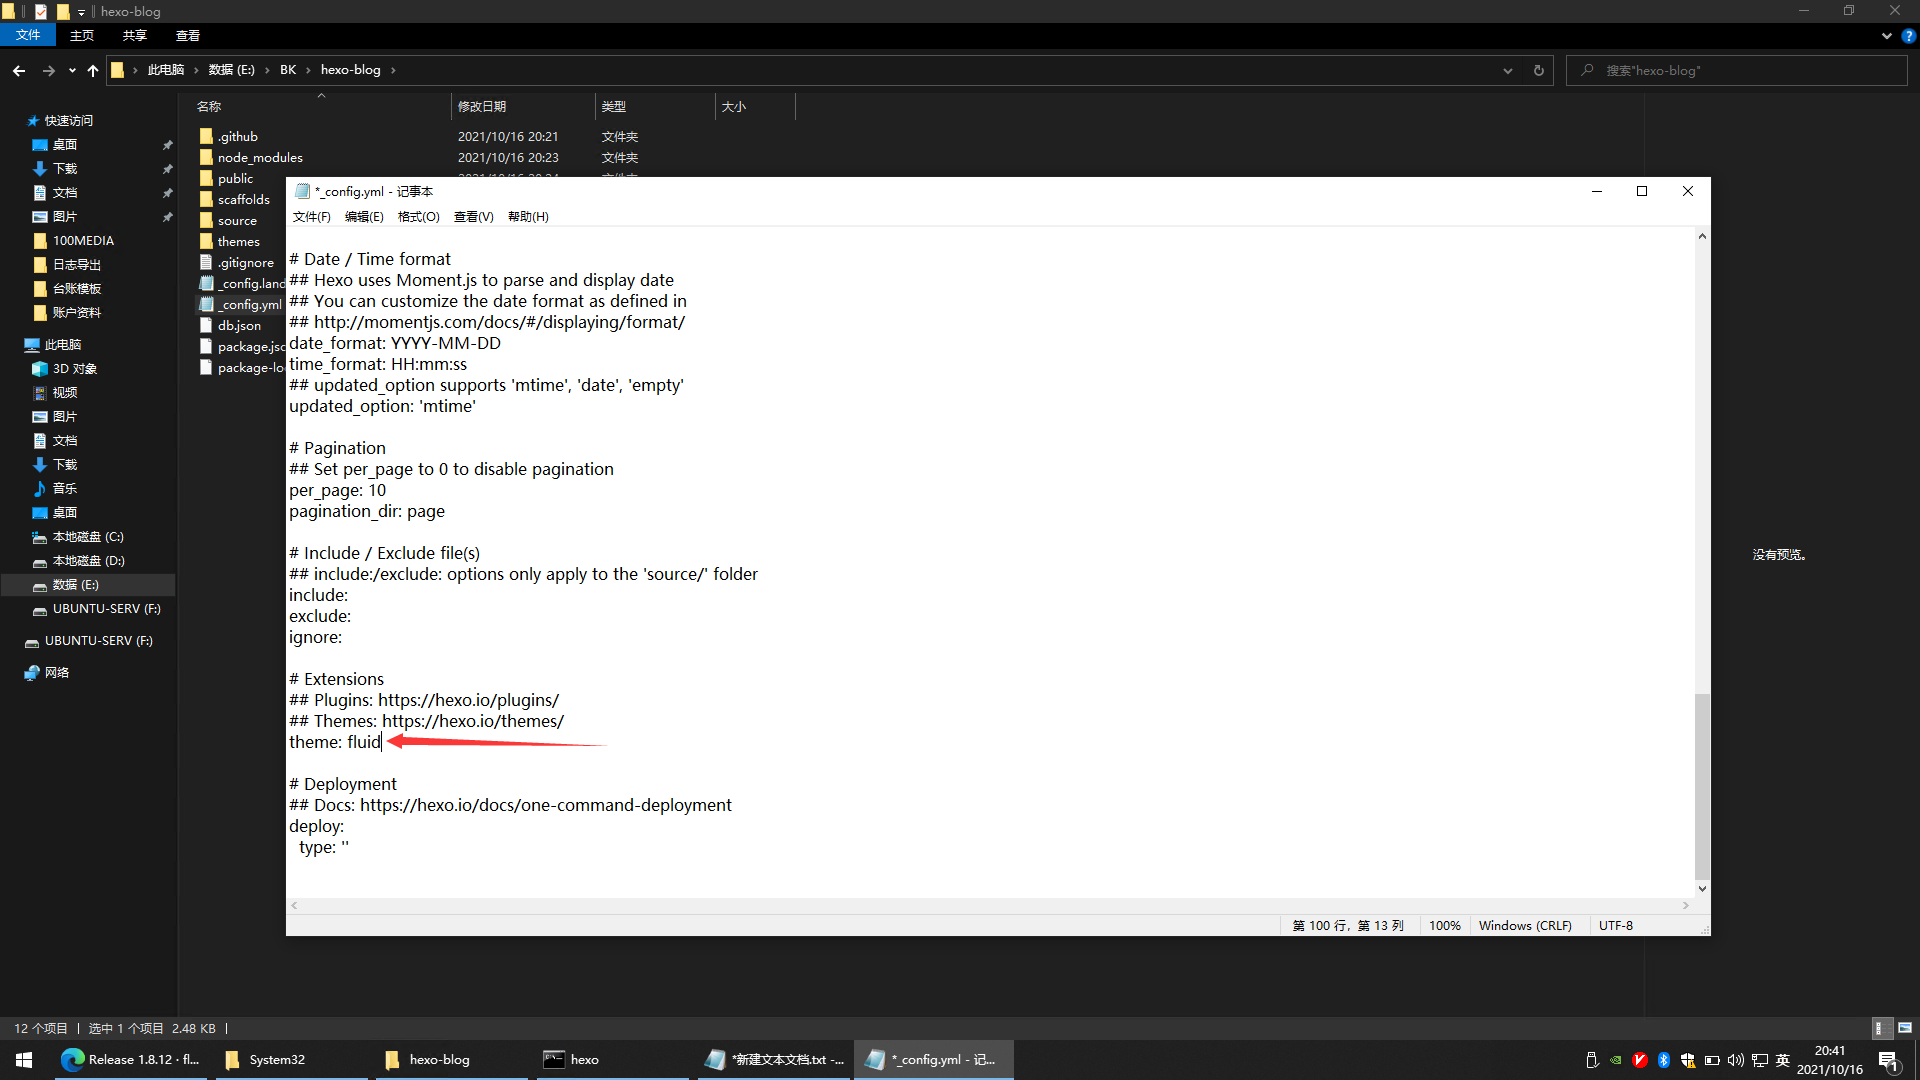 hexo-blog
文件 主页 共享 查看
此电脑 数据 (E:) BK hexo-blog 搜索"hexo-blog"
名称 修改日期 类型 大小
快速访问
桌面
下载
文档
图片
100MEDIA
日志导出
台账模板
账户资料
此电脑
3D 对象
视频
图片
文档
下载
音乐
桌面
本地磁盘 (C:)
本地磁盘 (D:)
数据 (E:)
UBUNTU-SERV (F:)
UBUNTU-SERV (F:)
网络
.github 2021/10/16 20:21 文件夹
node_modules 2021/10/16 20:23 文件夹
public
scaffolds
source
themes
.gitignore
_config.land
_config.yml
db.json
package.jsc
package-lo
*_config.yml - 记事本
文件(F) 编辑(E) 格式(O) 查看(V) 帮助(H)
# Date / Time format
## Hexo uses Moment.js to parse and display date
## You can customize the date format as defined in
## http://momentjs.com/docs/#/displaying/format/
date_format: YYYY-MM-DD
time_format: HH:mm:ss
## updated_option supports 'mtime', 'date', 'empty'
updated_option: 'mtime'
# Pagination
## Set per_page to 0 to disable pagination
per_page: 10
pagination_dir: page
# Include / Exclude file(s)
## include:/exclude: options only apply to the 'source/' folder
include:
exclude:
ignore:
# Extensions
## Plugins: https://hexo.io/plugins/
## Themes: https://hexo.io/themes/
theme: fluid
# Deployment
## Docs: https://hexo.io/docs/one-command-deployment
deploy:
type: ''
第 100 行，第 13 列 100% Windows (CRLF) UTF-8
没有预览。
12 个项目 选中 1 个项目 2.48 KB
Release 1.8.12 · fl... System32 hexo-blog hexo *新建文本文档.txt -... *_config.yml - 记... 英 20:41
2021/10/16 1